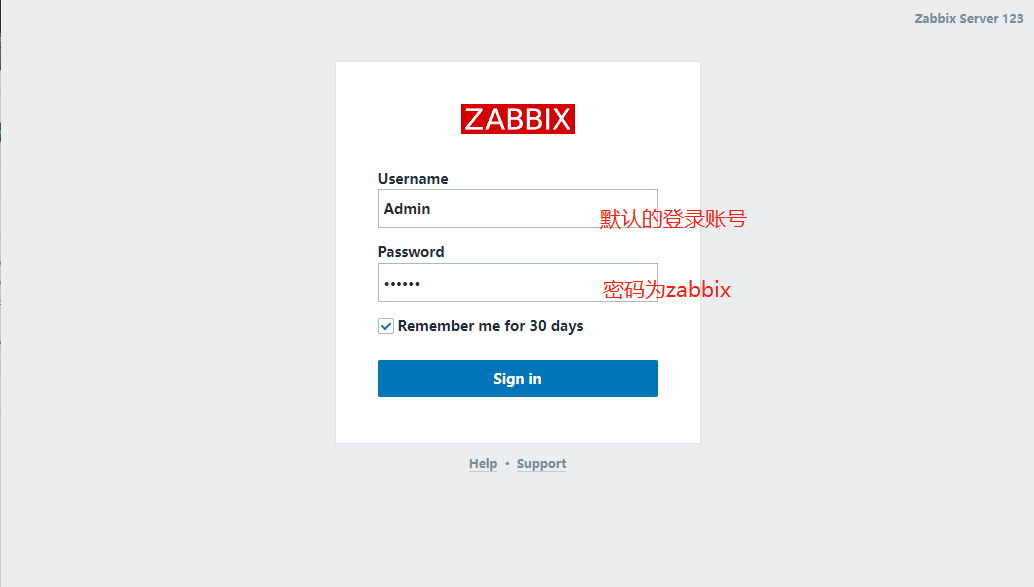 Zabbix Server 123
ZABBIX
Username
Admin
默认的登录账号
Password
••••••
密码为zabbix
Remember me for 30 days
Sign in
Help • Support